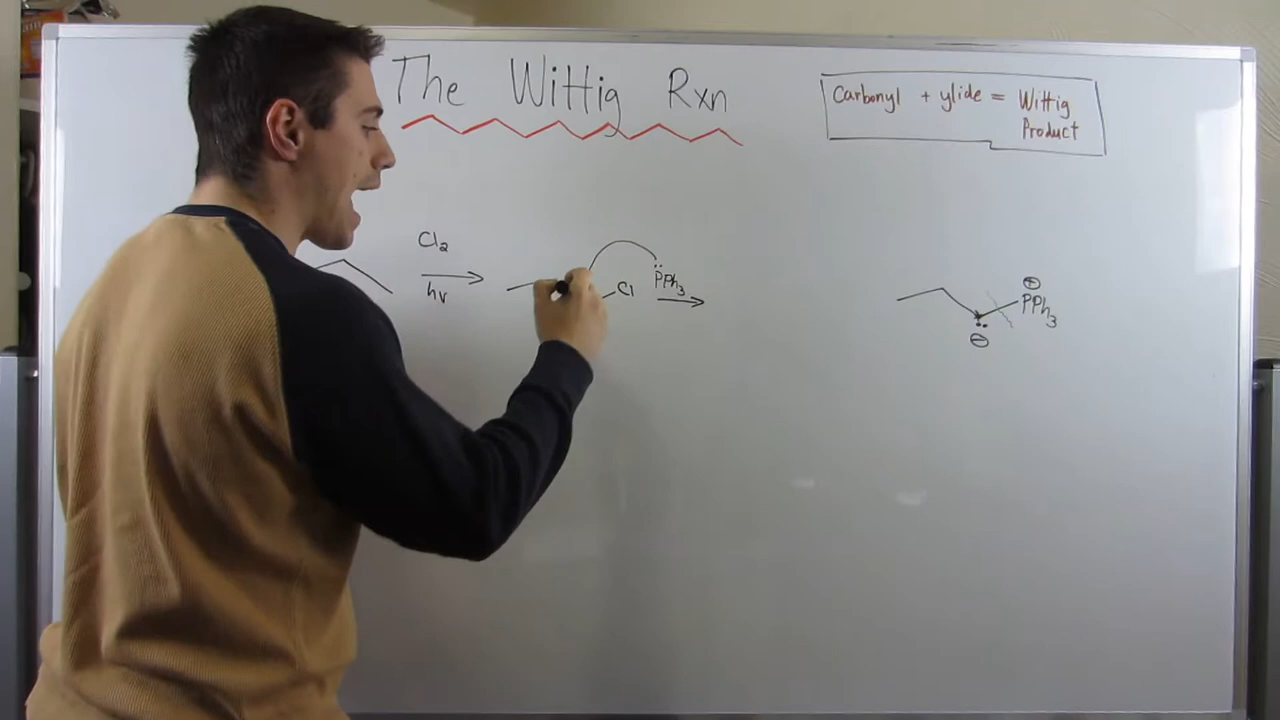 The Wittig Rxn
Carbonyl + ylide = Wittig
Product
Cl₂
hν
Cl
:PPh₃
⊕
PPh₃
:
⊖